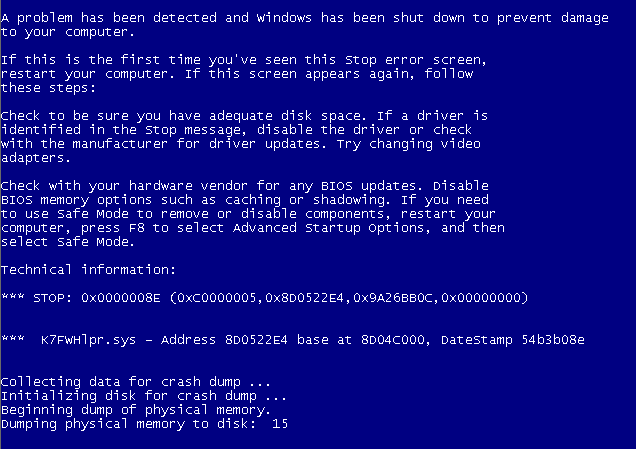 A problem has been detected and Windows has been shut down to prevent damage
to your computer.
If this is the first time you've seen this Stop error screen,
restart your computer. If this screen appears again, follow
these steps:
Check to be sure you have adequate disk space. If a driver is
identified in the Stop message, disable the driver or check
with the manufacturer for driver updates. Try changing video
adapters.
Check with your hardware vendor for any BIOS updates. Disable
BIOS memory options such as caching or shadowing. If you need
to use Safe Mode to remove or disable components, restart your
computer, press F8 to select Advanced Startup Options, and then
select Safe Mode.
Technical information:
*** STOP: 0x0000008E (0xC0000005,0x8D0522E4,0x9A26BB0C,0x00000000)
***  K7FWHlpr.sys - Address 8D0522E4 base at 8D04C000, DateStamp 54b3b08e
Collecting data for crash dump ...
Initializing disk for crash dump ...
Beginning dump of physical memory.
Dumping physical memory to disk:  15